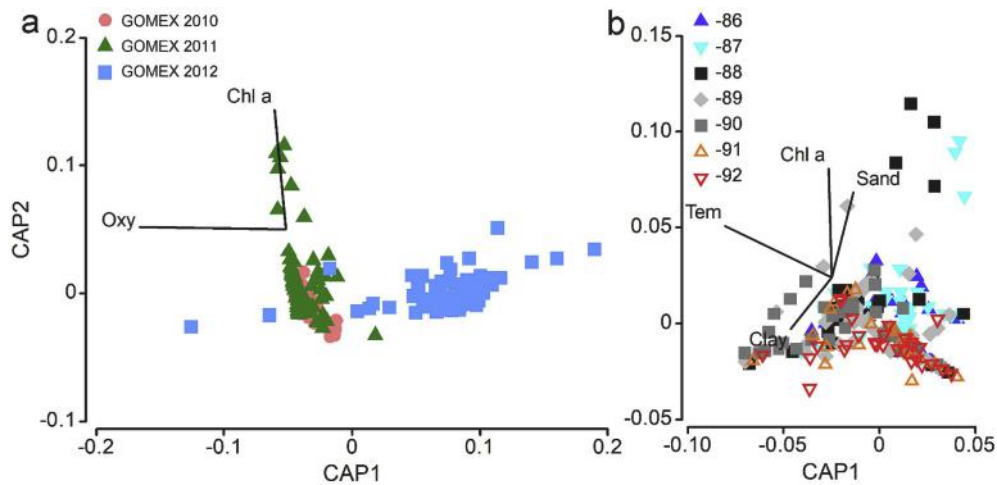 a
GOMEX 2010
GOMEX 2011
GOMEX 2012
0.2
0.1
0
-0.1
CAP2
Chl a
Oxy
-0.2
-0.1
0
0.1
0.2
CAP1
b
-86
-87
-88
-89
-90
-91
-92
0.15
0.10
0.05
0
-0.05
Chl a
Sand
Tem
Clay
-0.10
-0.05
0
0.05
CAP1